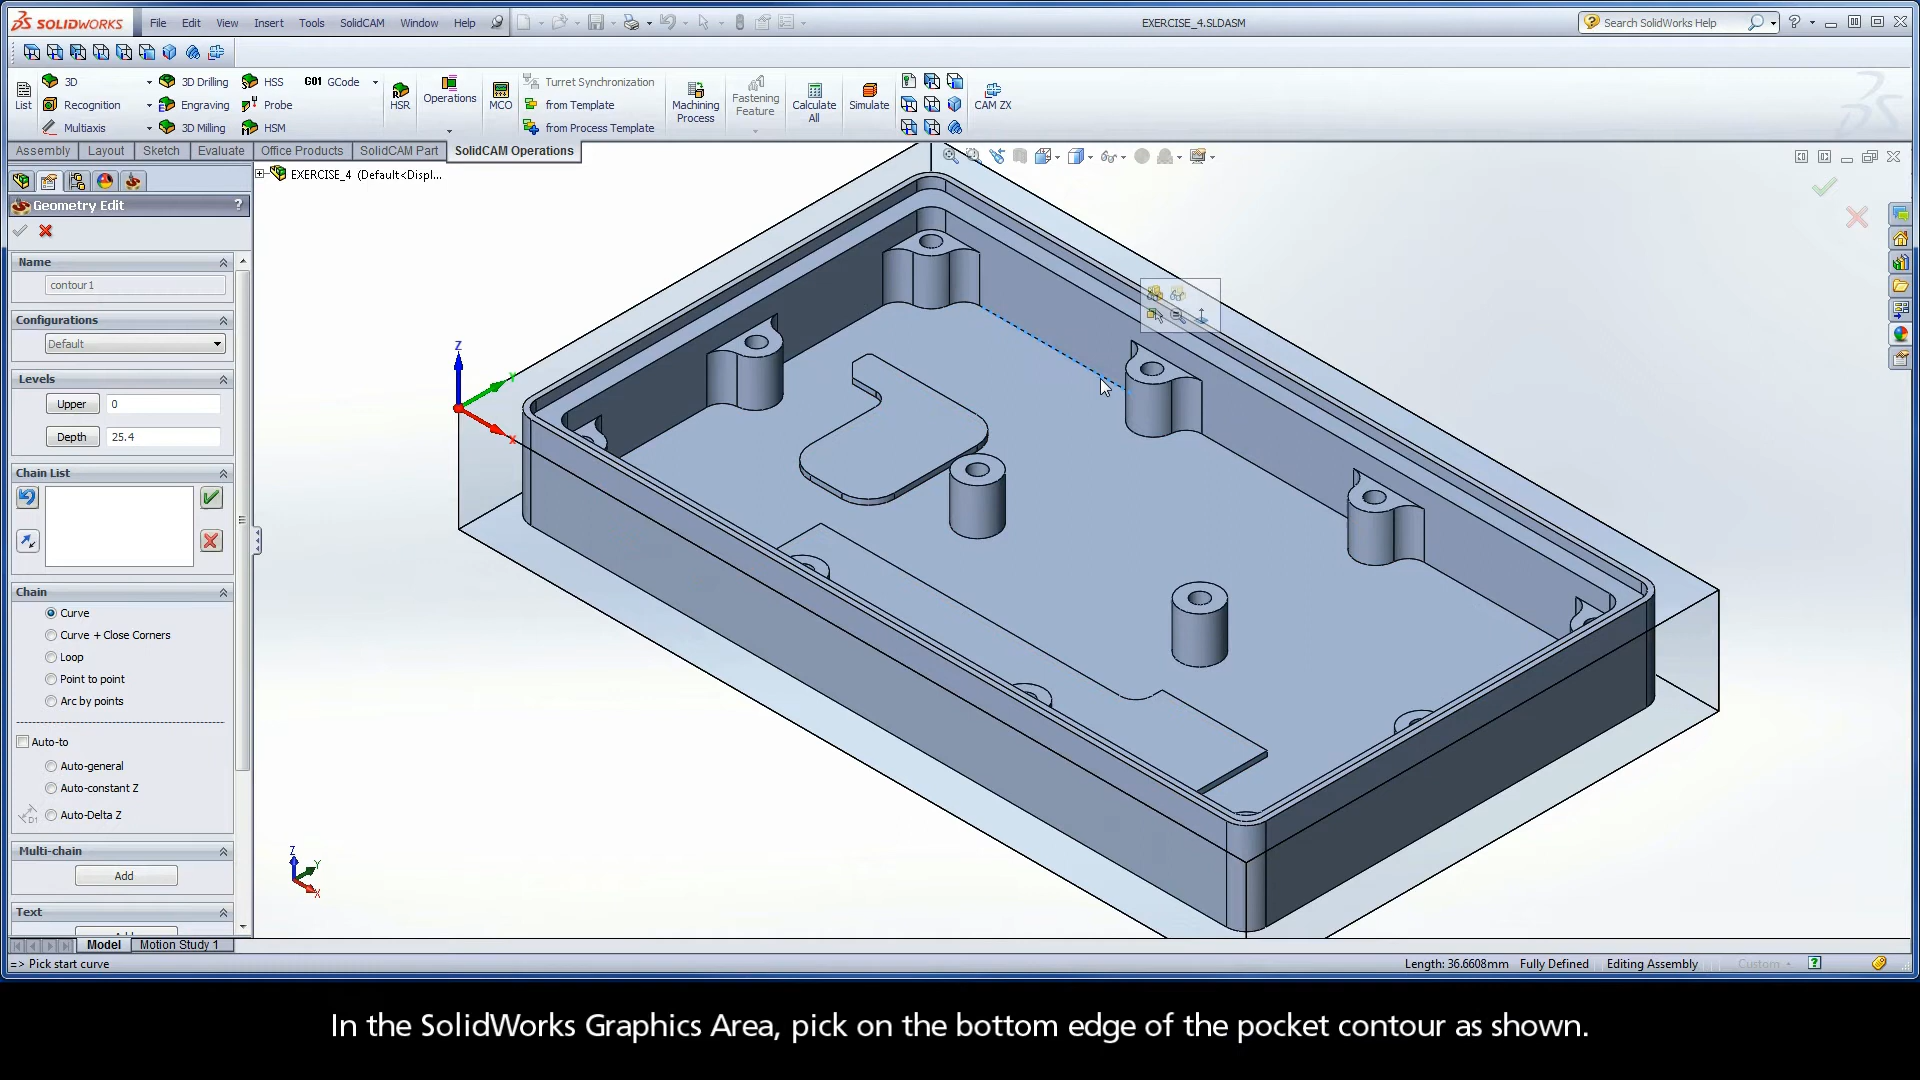 SOLIDWORKS File Edit View Insert Tools SolidCAM Window Help EXERCISE_4.SLDASM Search SolidWorks Help
3D 3D Drilling HSS G01 GCode Turret Synchronization
List Recognition Engraving Probe HSR Operations MCO from Template Machining Process Fastening Feature Calculate All Simulate CAM ZX
Multiaxis 3D Milling HSM from Process Template
Assembly Layout Sketch Evaluate Office Products SolidCAM Part SolidCAM Operations
EXERCISE_4 (Default<Displ...
Geometry Edit ?
Name
contour1
Configurations
Default
Levels
Upper 0
Depth 25.4
Chain List
Chain
Curve
Curve + Close Corners
Loop
Point to point
Arc by points
Auto-to
Auto-general
Auto-constant Z
Auto-Delta Z
Multi-chain
Add
Text
Z
Y
X
Z
Y
X
Model Motion Study 1
=> Pick start curve Length: 36.6608mm Fully Defined Editing Assembly Custom
In the SolidWorks Graphics Area, pick on the bottom edge of the pocket contour as shown.